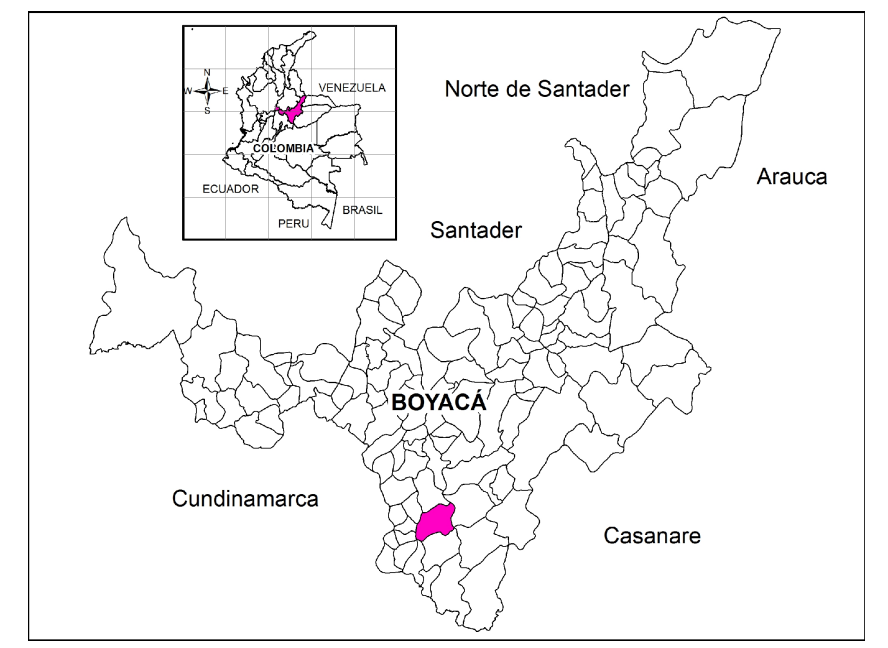 Norte de Santader
N
W E
S
VENEZUELA
COLOMBIA
ECUADOR
BRASIL
PERU
Arauca
Santader
BOYACÁ
Cundinamarca
Casanare